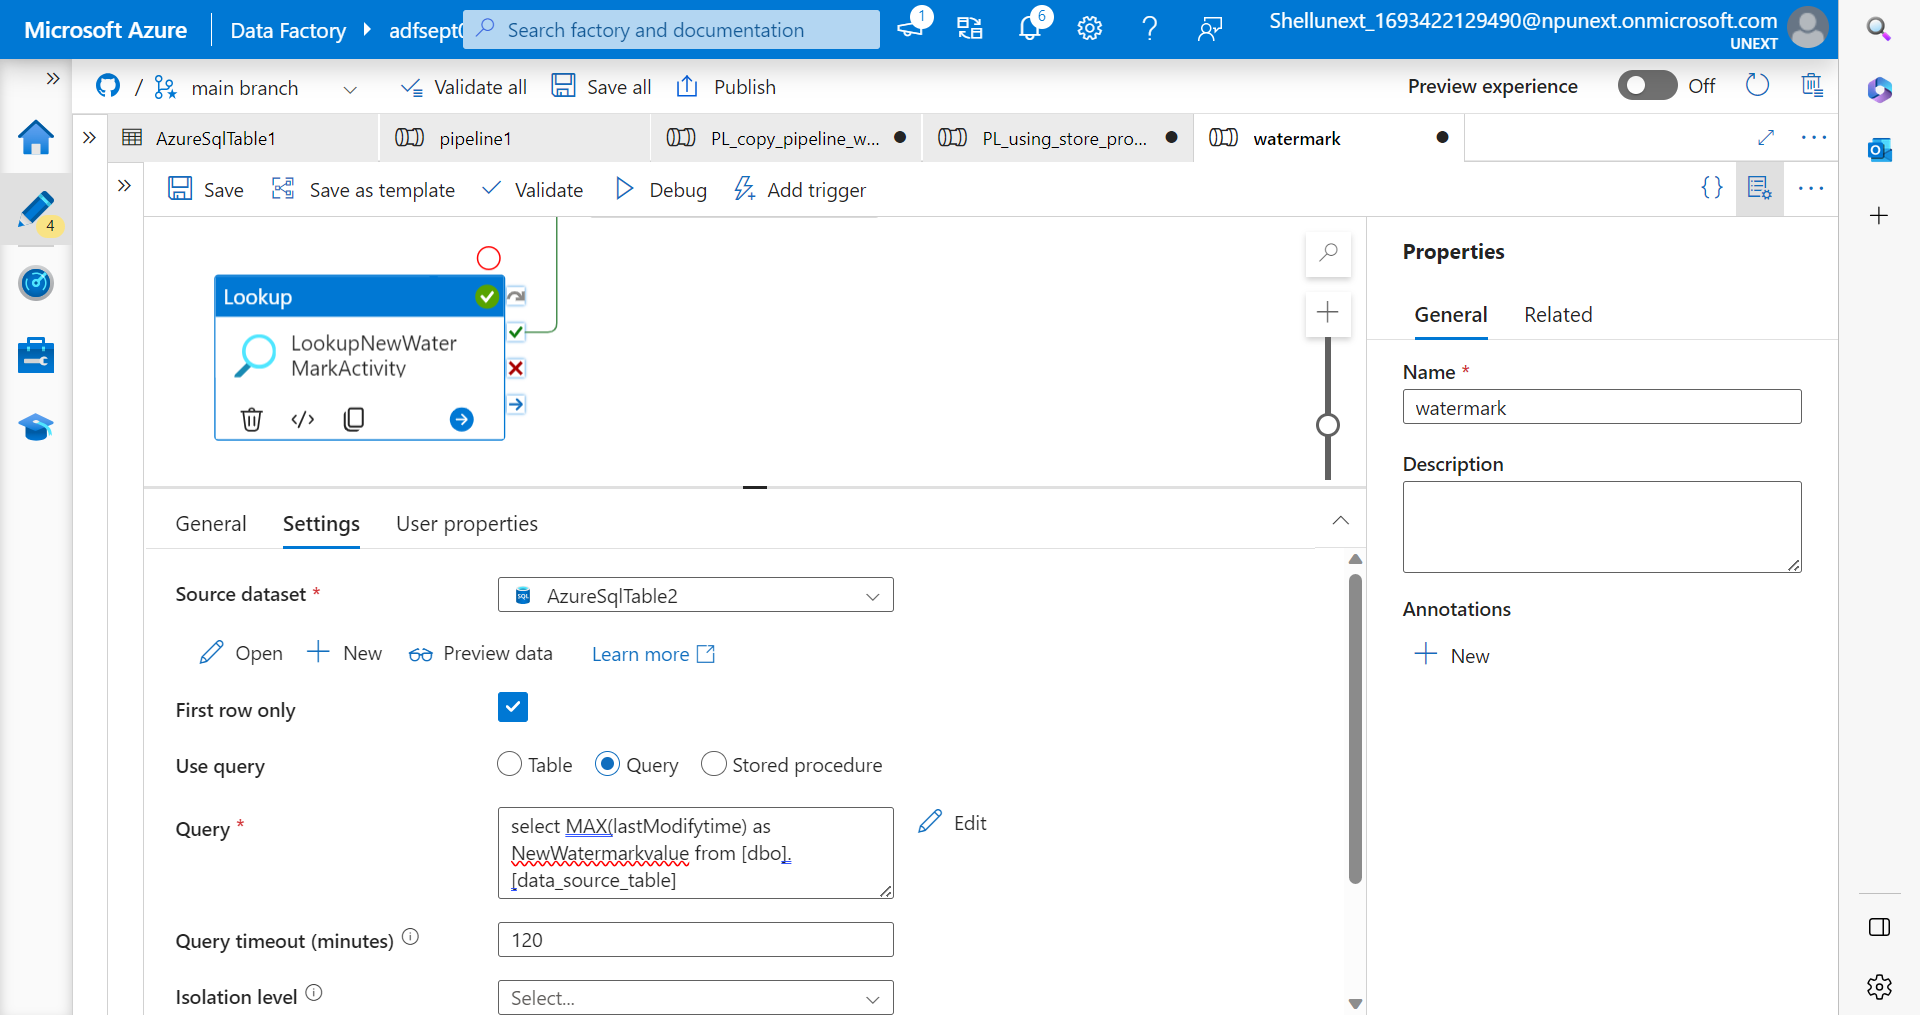 Microsoft Azure
Data Factory
adfsept0
Search factory and documentation
1
6
Shellunext_1693422129490@npunext.onmicrosoft.com
UNEXT
/
main branch
Validate all
Save all
Publish
Preview experience
Off
AzureSqlTable1
pipeline1
PL_copy_pipeline_w...
PL_using_store_pro...
watermark
4
Save
Save as template
Validate
Debug
Add trigger
{}
Lookup
LookupNewWater
MarkActivity
Properties
General
Related
Name *
watermark
Description
Annotations
New
General
Settings
User properties
Source dataset *
AzureSqlTable2
Open
New
Preview data
Learn more
First row only
Use query
Table
Query
Stored procedure
Query *
select MAX(lastModifytime) as
NewWatermarkvalue from [dbo].
[data_source_table]
Edit
Query timeout (minutes)
120
Isolation level
Select...